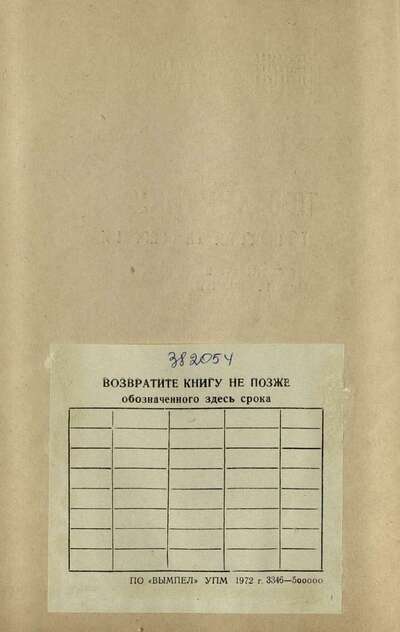 382054
ВОЗВРАТИТЕ КНИГУ НЕ ПОЗЖЕ
обозначенного здесь срока
ПО «ВЫМПЕЛ» УПМ 1972 г. 3346—500000